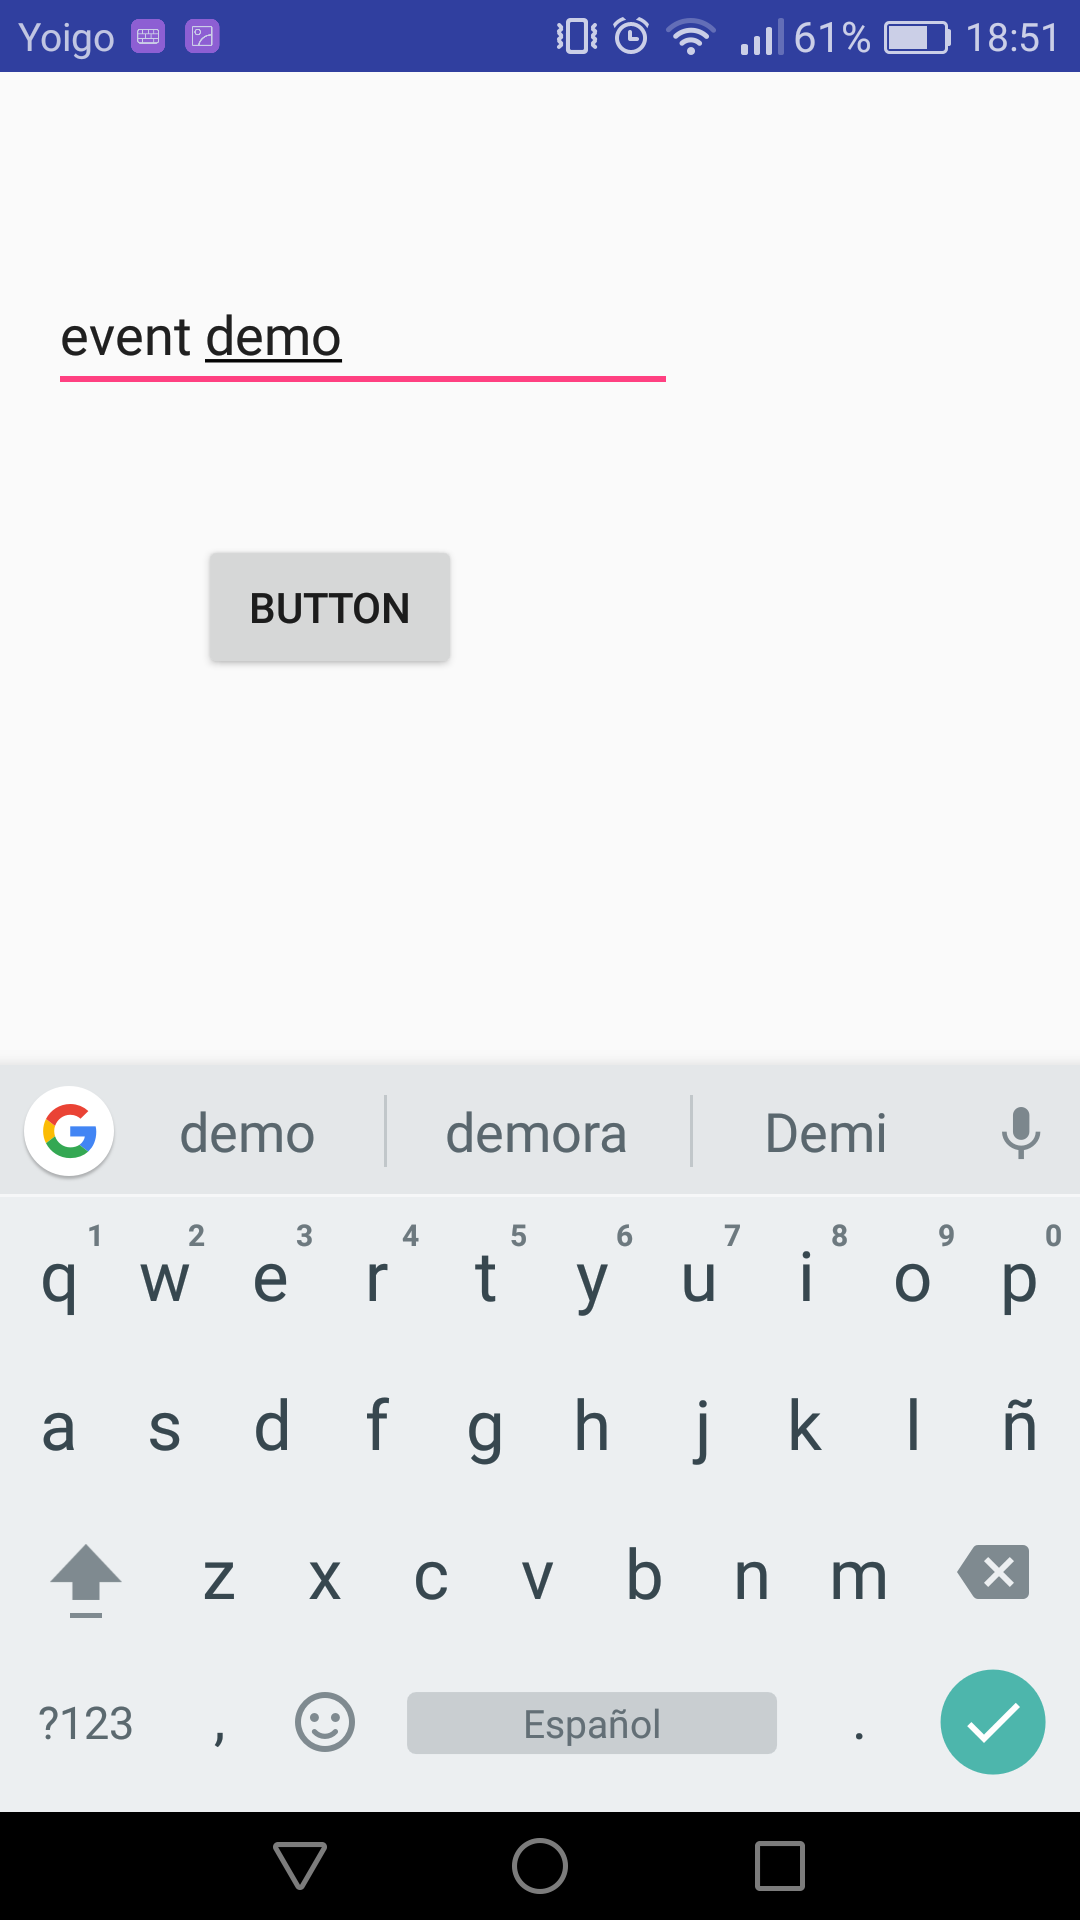 Yoigo 61% 18:51
event demo
BUTTON
demo demora Demi
1 2 3 4 5 6 7 8 9 0
q w e r t y u i o p
a s d f g h j k l ñ
z x c v b n m
?123 , Español .